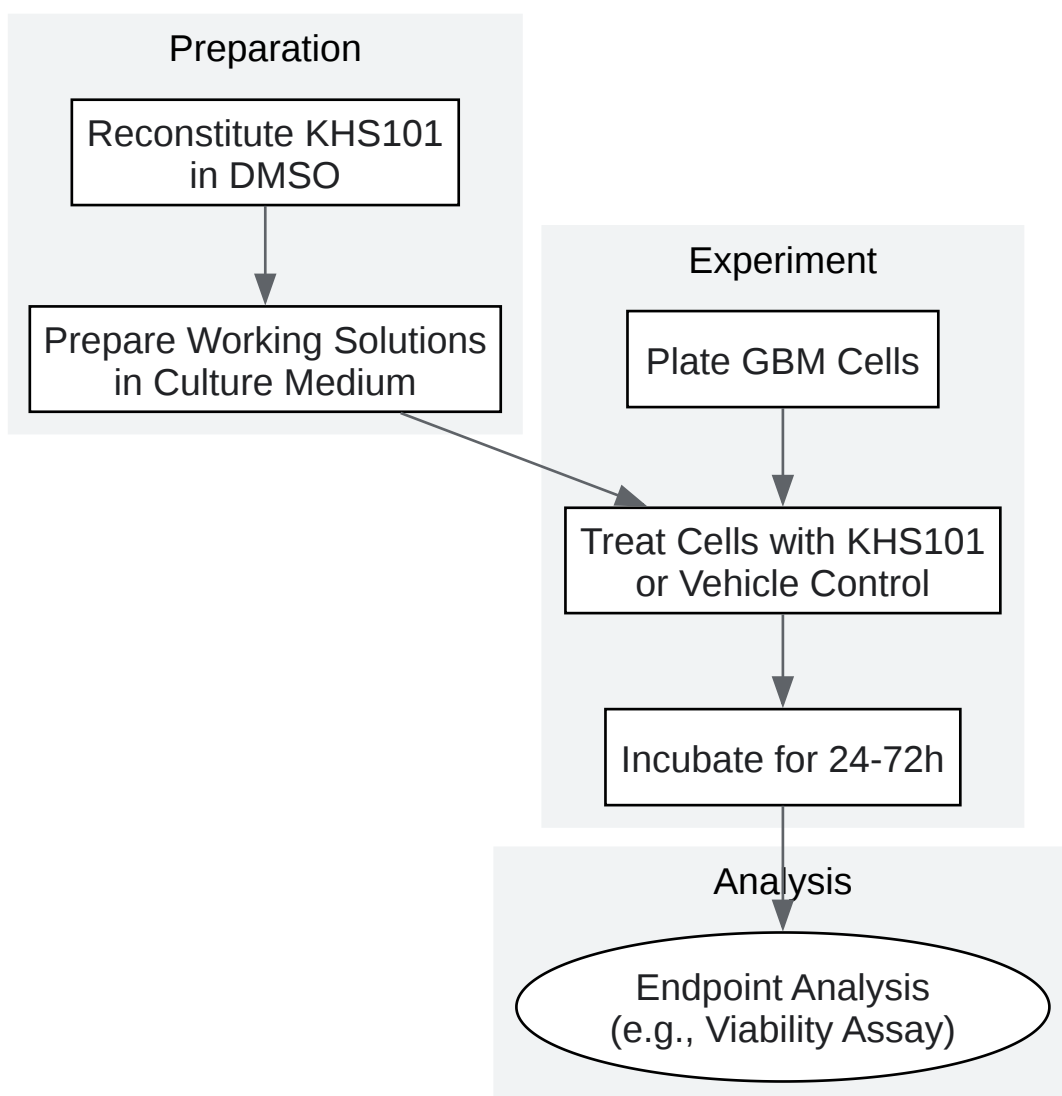 Preparation
Reconstitute KHS101
in DMSO
Prepare Working Solutions
in Culture Medium
Experiment
Plate GBM Cells
Treat Cells with KHS101
or Vehicle Control
Incubate for 24-72h
Analysis
Endpoint Analysis
(e.g., Viability Assay)